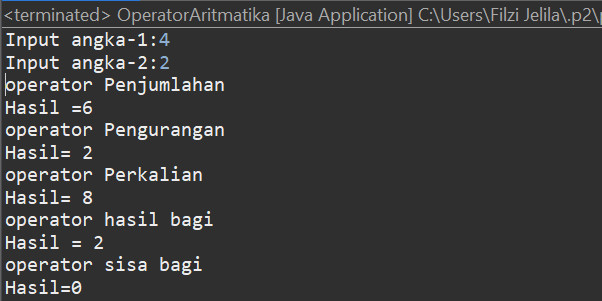 <terminated> OperatorAritmatika [Java Application] C:\Users\Filzi Jelila\.p2\
Input angka-1:4
Input angka-2:2
operator Penjumlahan
Hasil =6
operator Pengurangan
Hasil= 2
operator Perkalian
Hasil= 8
operator hasil bagi
Hasil = 2
operator sisa bagi
Hasil=0